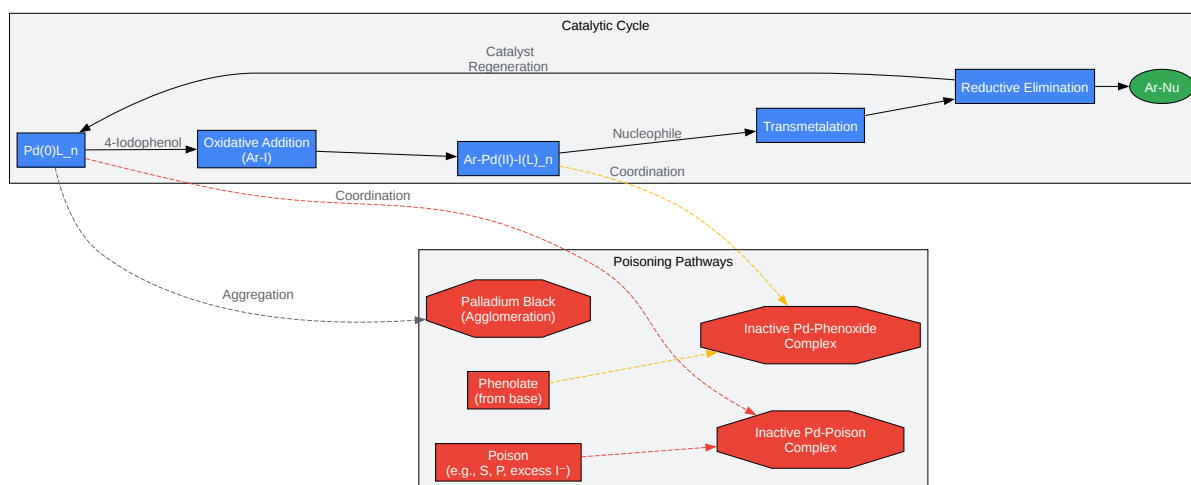 Catalytic Cycle
Catalyst
Regeneration
Reductive Elimination
Ar-Nu
Transmetalation
Nucleophile
4-Iodophenol
Oxidative Addition
(Ar-I)
Pd(0)L_n
Ar-Pd(II)-I(L)_n
Coordination
Coordination
Poisoning Pathways
Aggregation
Palladium Black
(Agglomeration)
Inactive Pd-Phenoxide
Complex
Phenolate
(from base)
Inactive Pd-Poison
Complex
Poison
(e.g., S, P, excess I⁻)